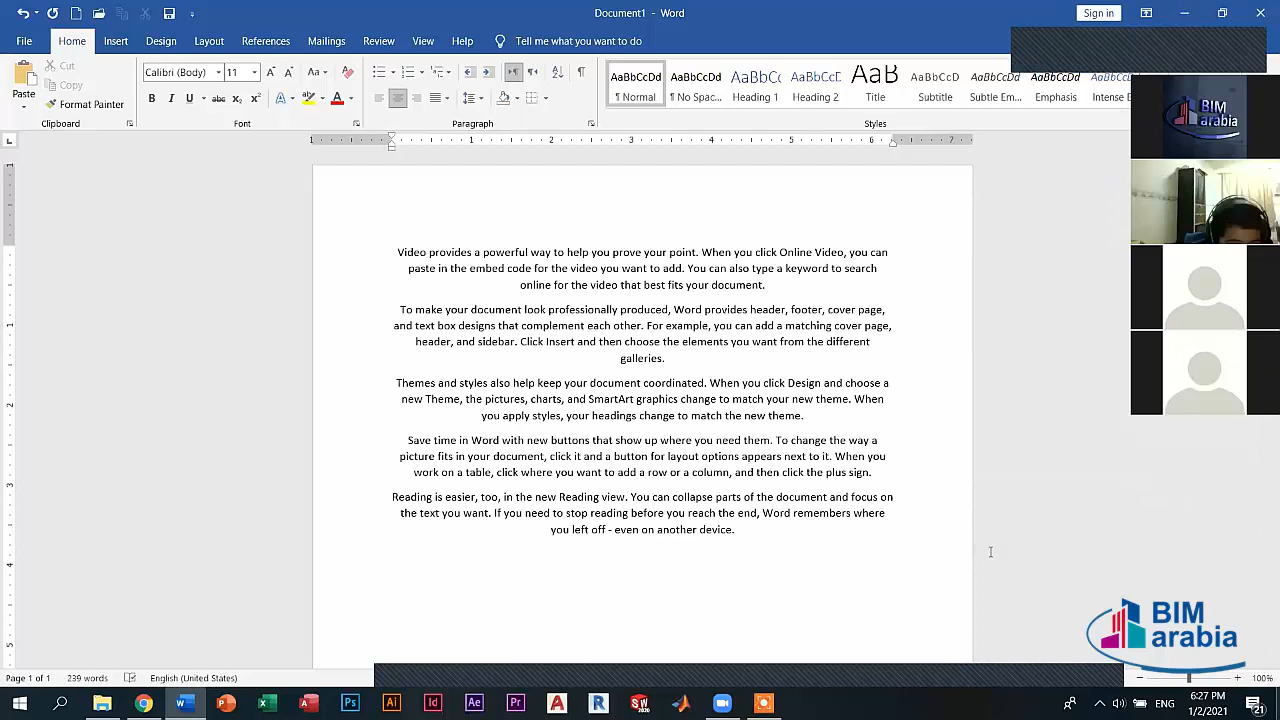 Document1 - Word
Sign in
File Home Insert Design Layout References Mailings Review View Help Tell me what you want to do
Paste
Cut
Copy
Format Painter
Calibri (Body) 11
AaBbCcDd AaBbCcDd AaBbCc AaBbCcC AaB AaBbCcD AaBbCcDd AaBbCcDd AaBbCcDd
¶ Normal ¶ No Spac... Heading 1 Heading 2 Title Subtitle Subtle Em... Emphasis Intense E
Clipboard Font Paragraph Styles
1 1 2 3 4 5 6 7
BIM
arabia
Video provides a powerful way to help you prove your point. When you click Online Video, you can
paste in the embed code for the video you want to add. You can also type a keyword to search
online for the video that best fits your document.
To make your document look professionally produced, Word provides header, footer, cover page,
and text box designs that complement each other. For example, you can add a matching cover page,
header, and sidebar. Click Insert and then choose the elements you want from the different
galleries.
Themes and styles also help keep your document coordinated. When you click Design and choose a
new Theme, the pictures, charts, and SmartArt graphics change to match your new theme. When
you apply styles, your headings change to match the new theme.
Save time in Word with new buttons that show up where you need them. To change the way a
picture fits in your document, click it and a button for layout options appears next to it. When you
work on a table, click where you want to add a row or a column, and then click the plus sign.
Reading is easier, too, in the new Reading view. You can collapse parts of the document and focus on
the text you want. If you need to stop reading before you reach the end, Word remembers where
you left off - even on another device.
BIM
arabia
Page 1 of 1 239 words English (United States) 100%
ENG
6:27 PM
1/2/2021
21